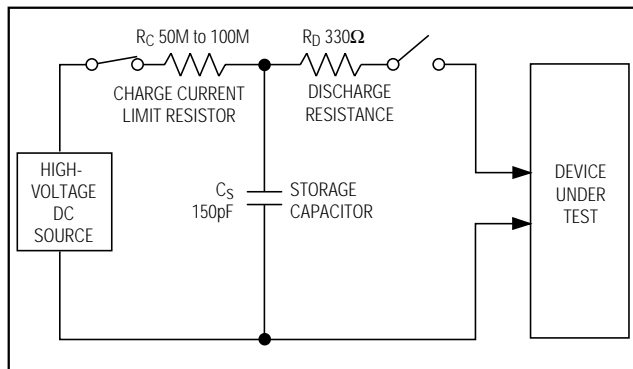 R_C 50M to 100M
CHARGE CURRENT
LIMIT RESISTOR
R_D 330Ω
DISCHARGE
RESISTANCE
HIGH-
VOLTAGE
DC
SOURCE
C_S
150pF
STORAGE
CAPACITOR
DEVICE
UNDER
TEST